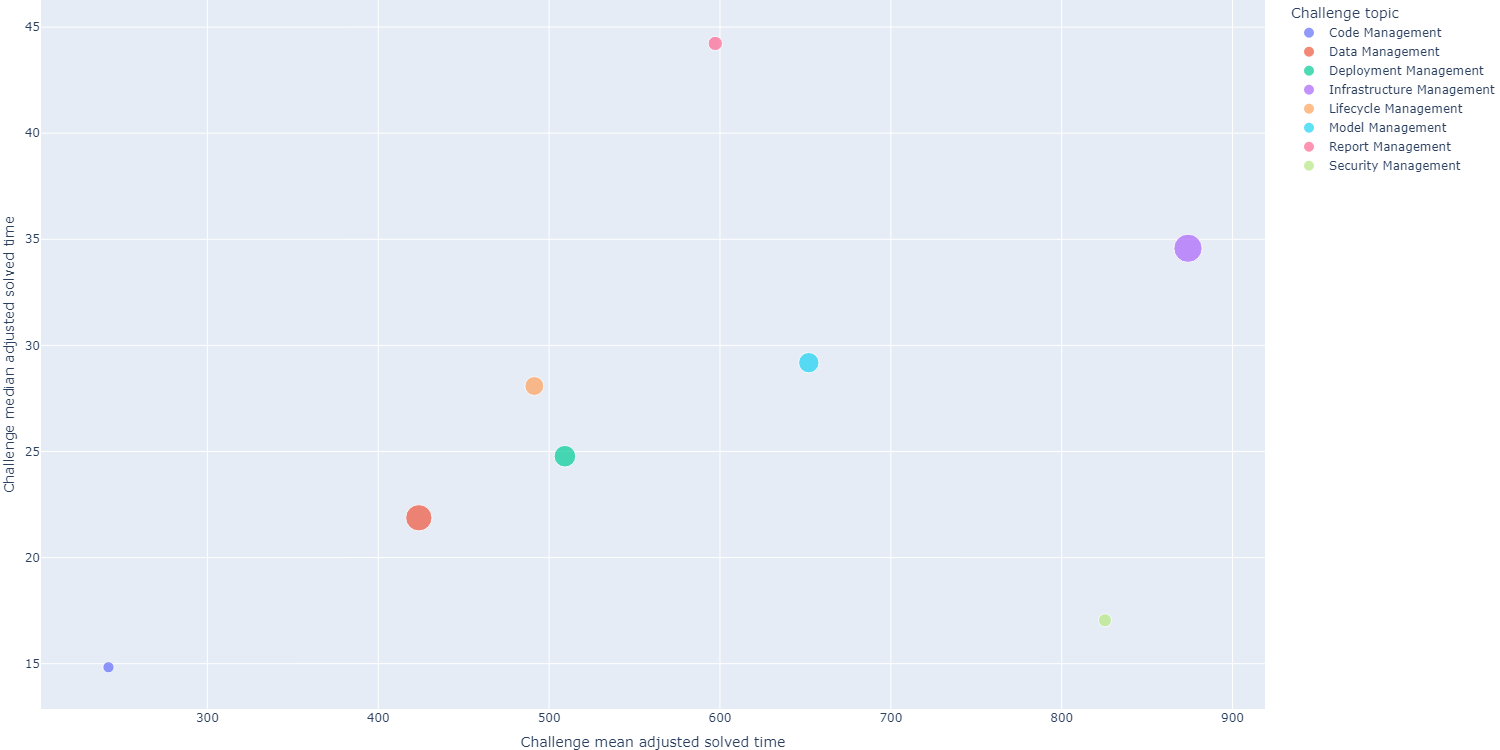 Challenge topic
Code Management
Data Management
Deployment Management
Infrastructure Management
Lifecycle Management
Model Management
Report Management
Security Management
Challenge median adjusted solved time
45
40
35
30
25
20
15
300 400 500 600 700 800 900
Challenge mean adjusted solved time